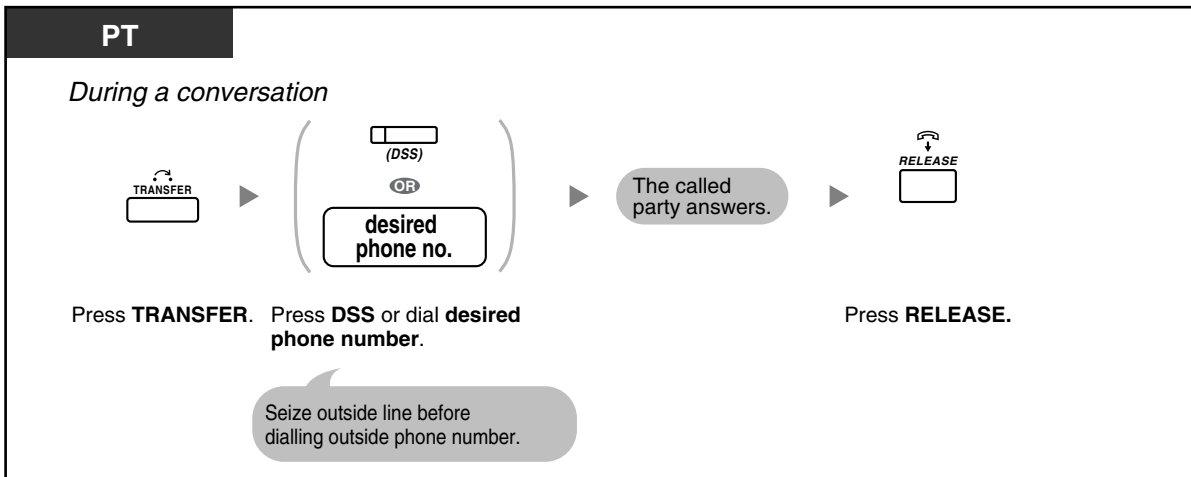 PT
During a conversation
TRANSFER
(DSS)
OR
desired
phone no.
The called
party answers.
RELEASE
Press TRANSFER.
Press DSS or dial desired
phone number.
Press RELEASE.
Seize outside line before
dialling outside phone number.